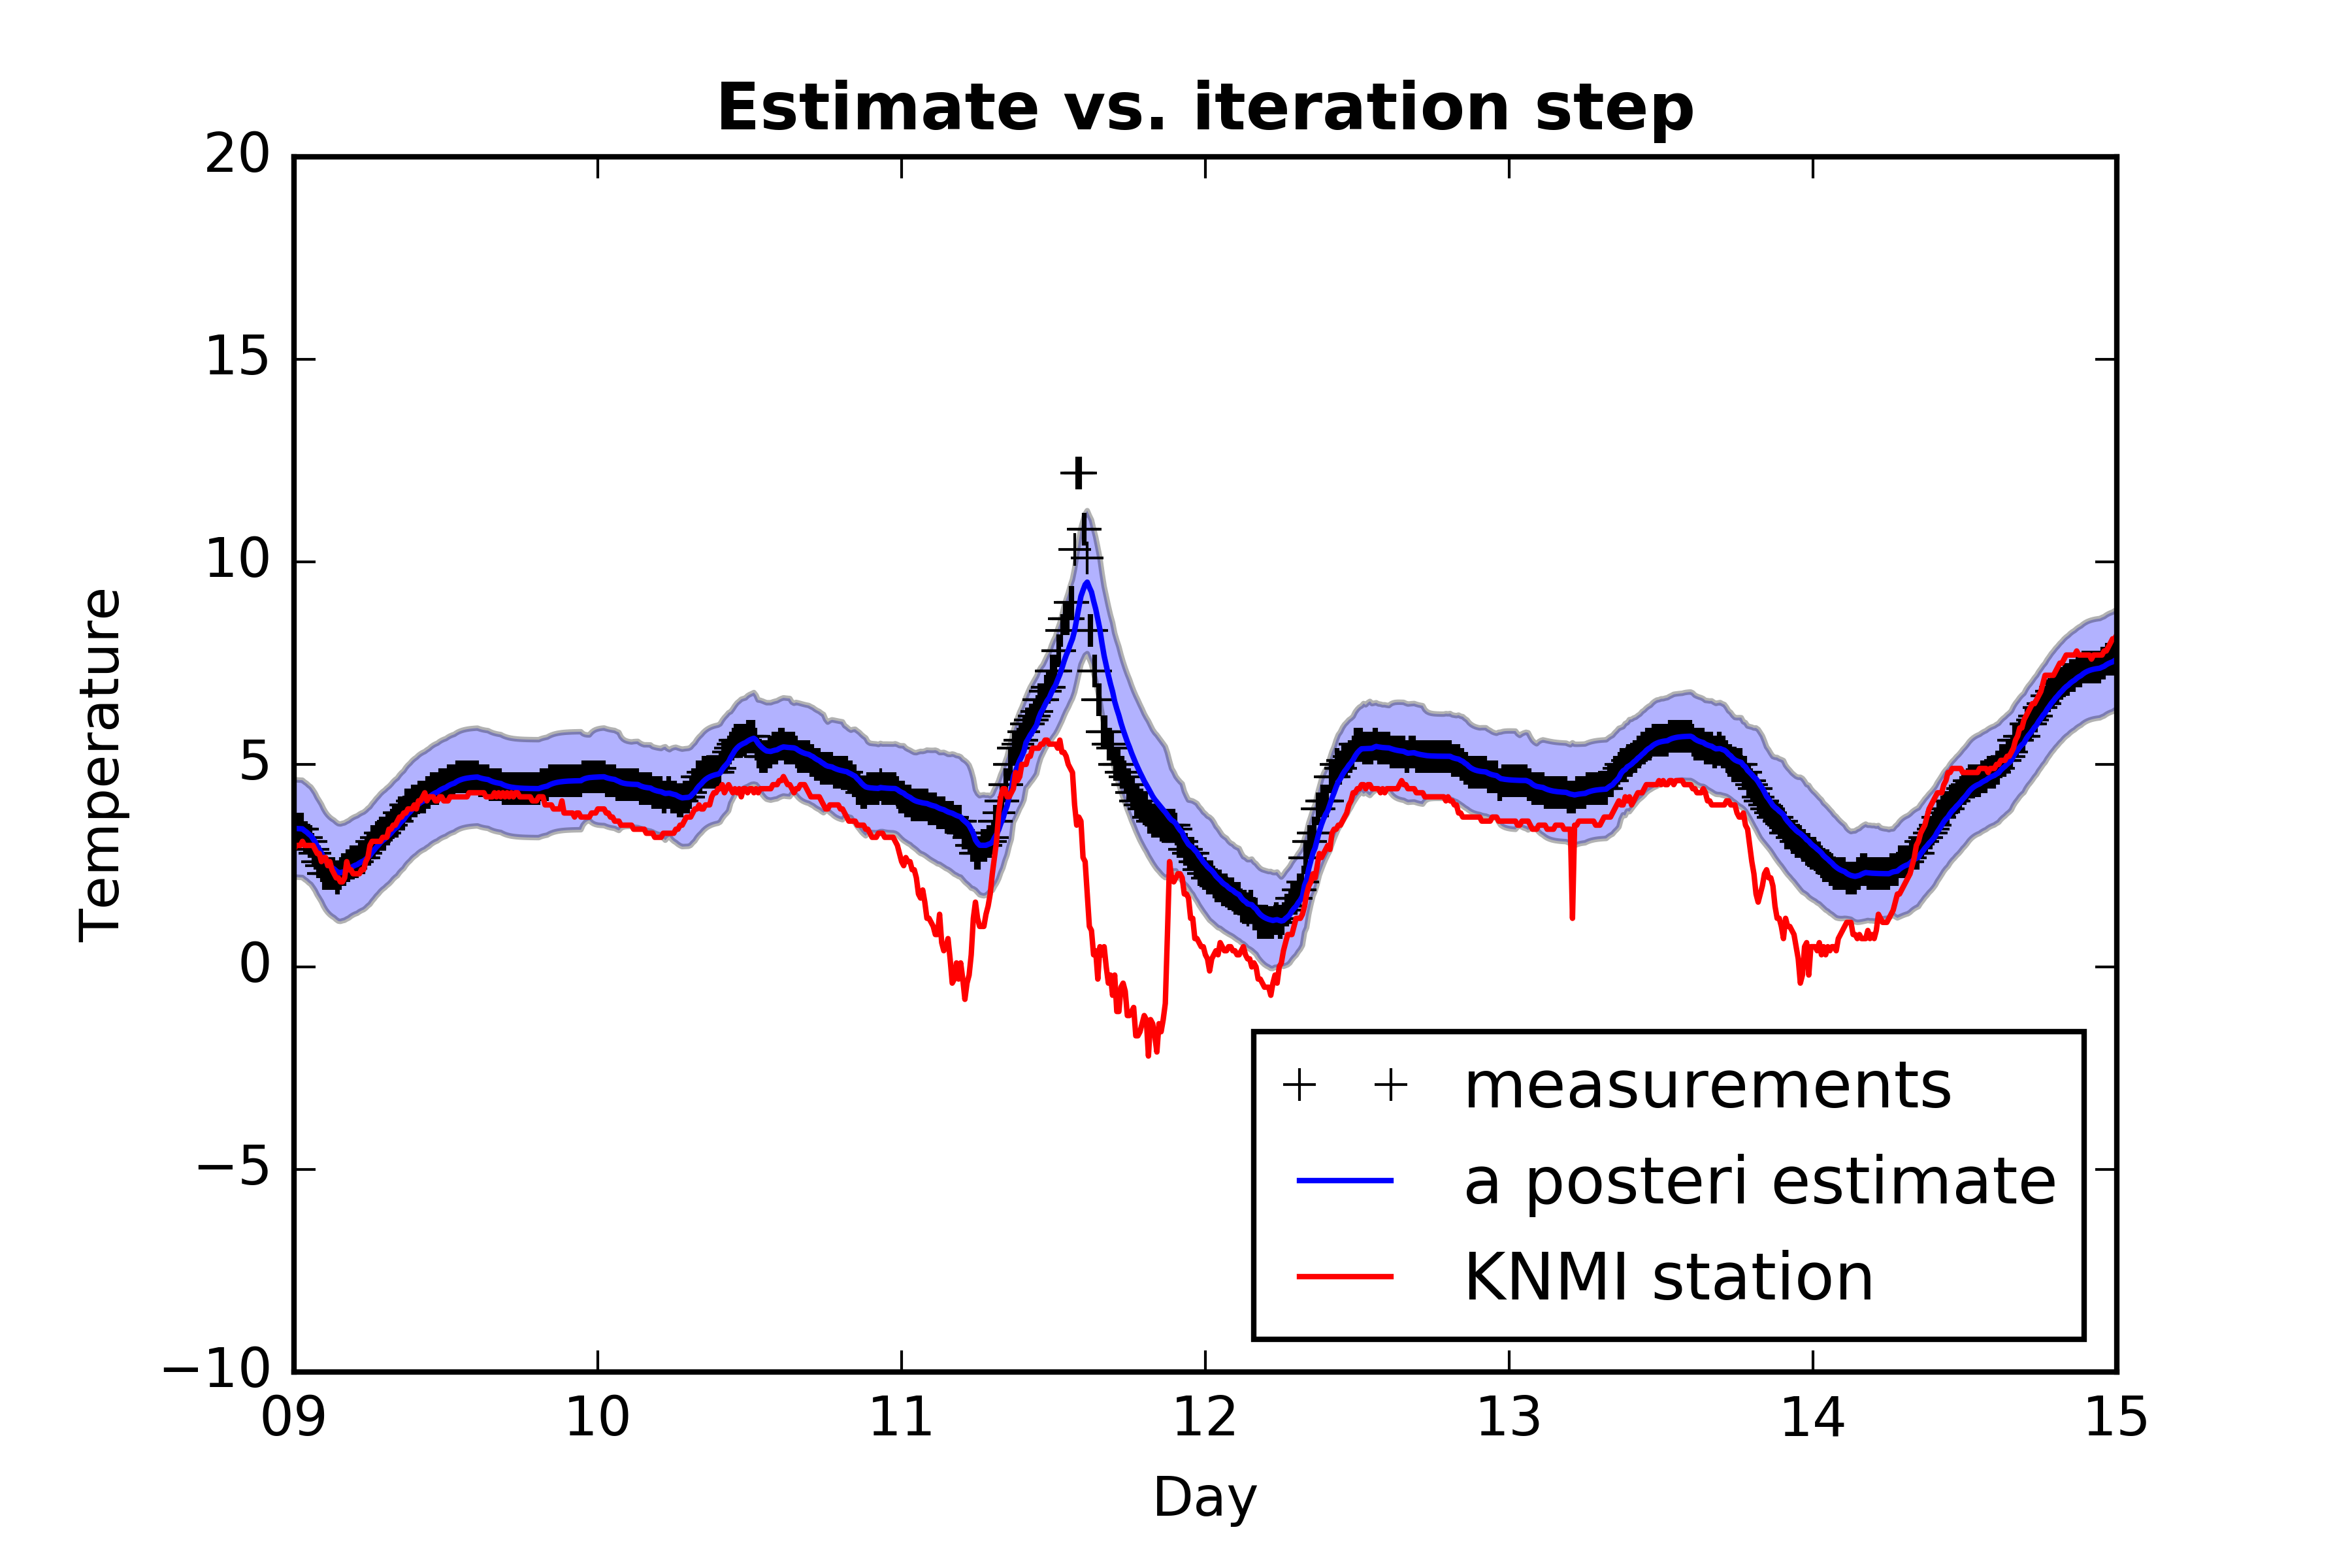 Estimate vs. iteration step
20
15
10
5
0
−5
−10
Temperature
measurements
a posteri estimate
KNMI station
09 10 11 12 13 14 15
Day